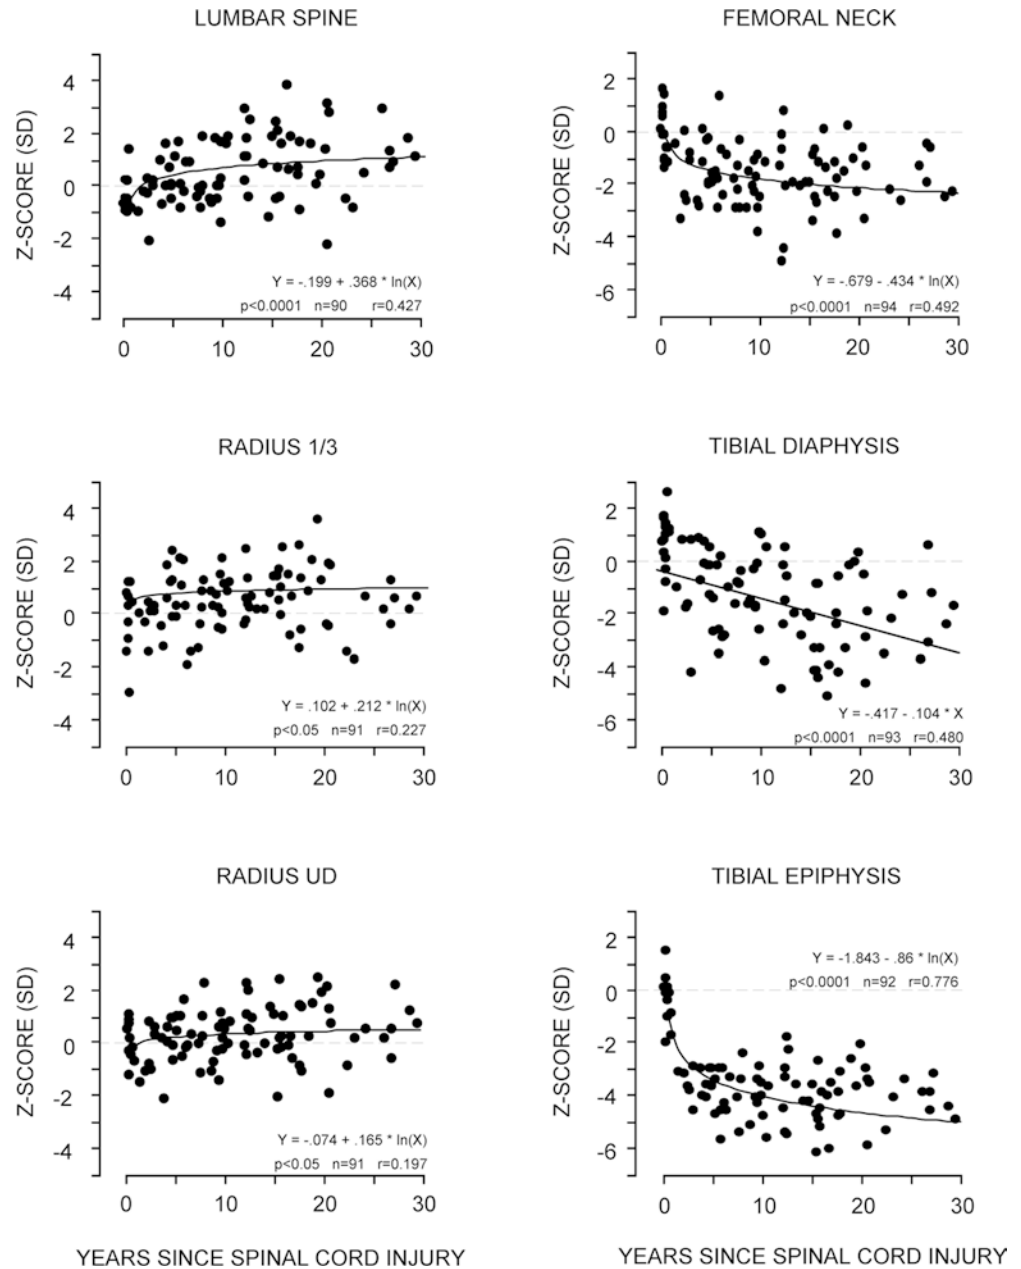 LUMBAR SPINE
Z-SCORE (SD)
4
2
0
-2
-4
Y = -.199 + .368 * ln(X)
p<0.0001 n=90 r=0.427
0 10 20 30
FEMORAL NECK
Z-SCORE (SD)
2
0
-2
-4
-6
Y = -.679 - .434 * ln(X)
p<0.0001 n=94 r=0.492
0 10 20 30
RADIUS 1/3
Z-SCORE (SD)
4
2
0
-2
-4
Y = .102 + .212 * ln(X)
p<0.05 n=91 r=0.227
0 10 20 30
TIBIAL DIAPHYSIS
Z-SCORE (SD)
2
0
-2
-4
-6
Y = -.417 - .104 * X
p<0.0001 n=93 r=0.480
0 10 20 30
RADIUS UD
Z-SCORE (SD)
4
2
0
-2
-4
Y = -.074 + .165 * ln(X)
p<0.05 n=91 r=0.197
0 10 20 30
YEARS SINCE SPINAL CORD INJURY
TIBIAL EPIPHYSIS
Z-SCORE (SD)
2
0
-2
-4
-6
Y = -1.843 - .86 * ln(X)
p<0.0001 n=92 r=0.776
0 10 20 30
YEARS SINCE SPINAL CORD INJURY